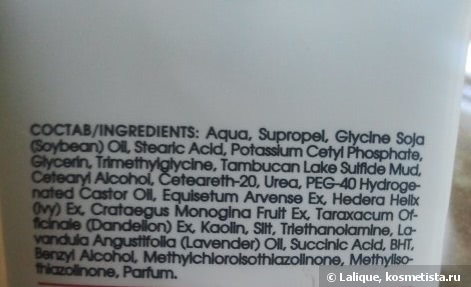 СОСТАВ/INGREDIENTS: Aqua, Supropel, Glycine Soja
(Soybean) Oil, Stearic Acid, Potassium Cetyl Phosphate,
Glycerin, Trimethylglycine, Tambucan Lake Sulfide Mud,
Cetearyl Alcohol, Ceteareth-20, Urea, PEG-40 Hydroge-
nated Castor Oil, Equisetum Arvense Ex, Hedera Helix
(Ivy) Ex, Crataegus Monogina Fruit Ex, Taraxacum Of-
ficinale (Dandelion) Ex, Kaolin, Silt, Triethanolamine, La-
vandula Angustifolia (Lavender) Oil, Succinic Acid, BHT,
Benzyl Alcohol, Methylchloroisothiazolinone, Methyliso-
thiazolinone, Parfum.
© Lalique, kosmetista.ru